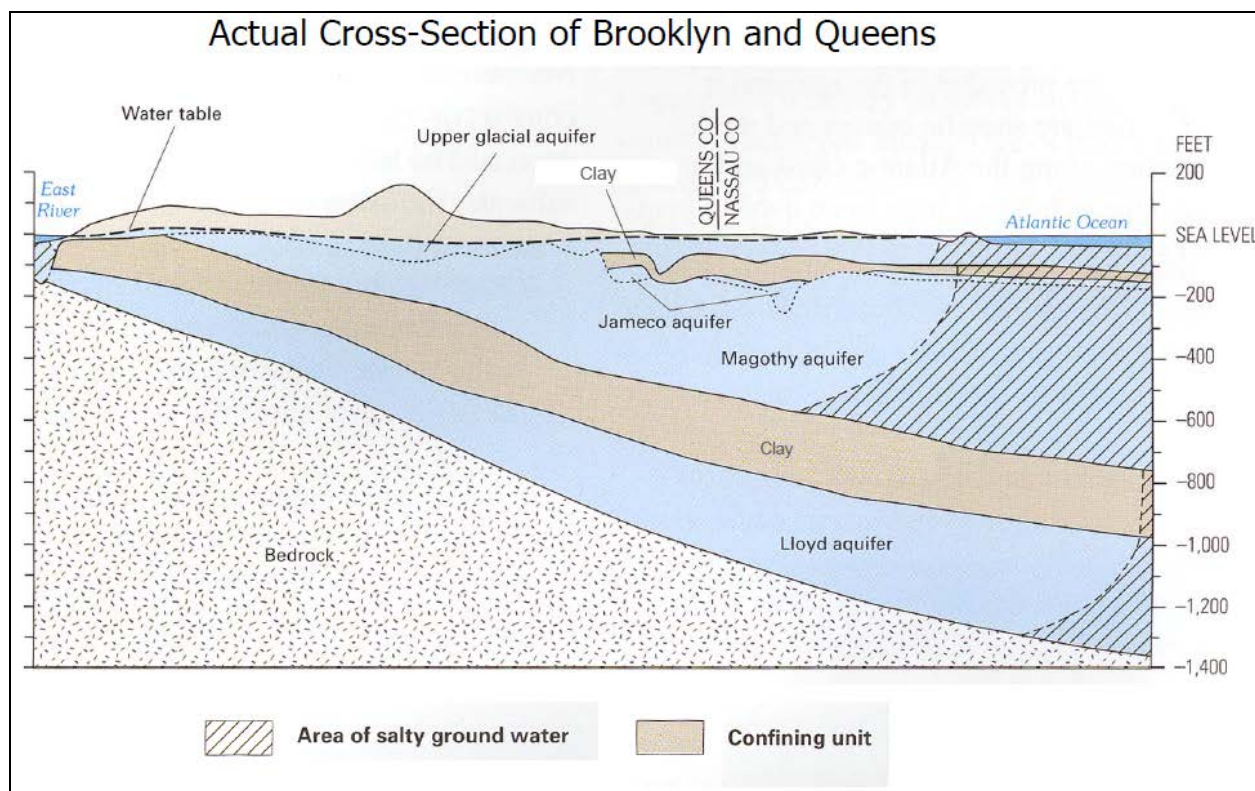 Actual Cross-Section of Brooklyn and Queens
Water table
Upper glacial aquifer
Clay
QUEENS CO
NASSAU CO
FEET
200
East
River
Atlantic Ocean
SEA LEVEL
–200
Jameco aquifer
Magothy aquifer
–400
–600
Clay
–800
Lloyd aquifer
–1,000
Bedrock
–1,200
–1,400
Area of salty ground water
Confining unit